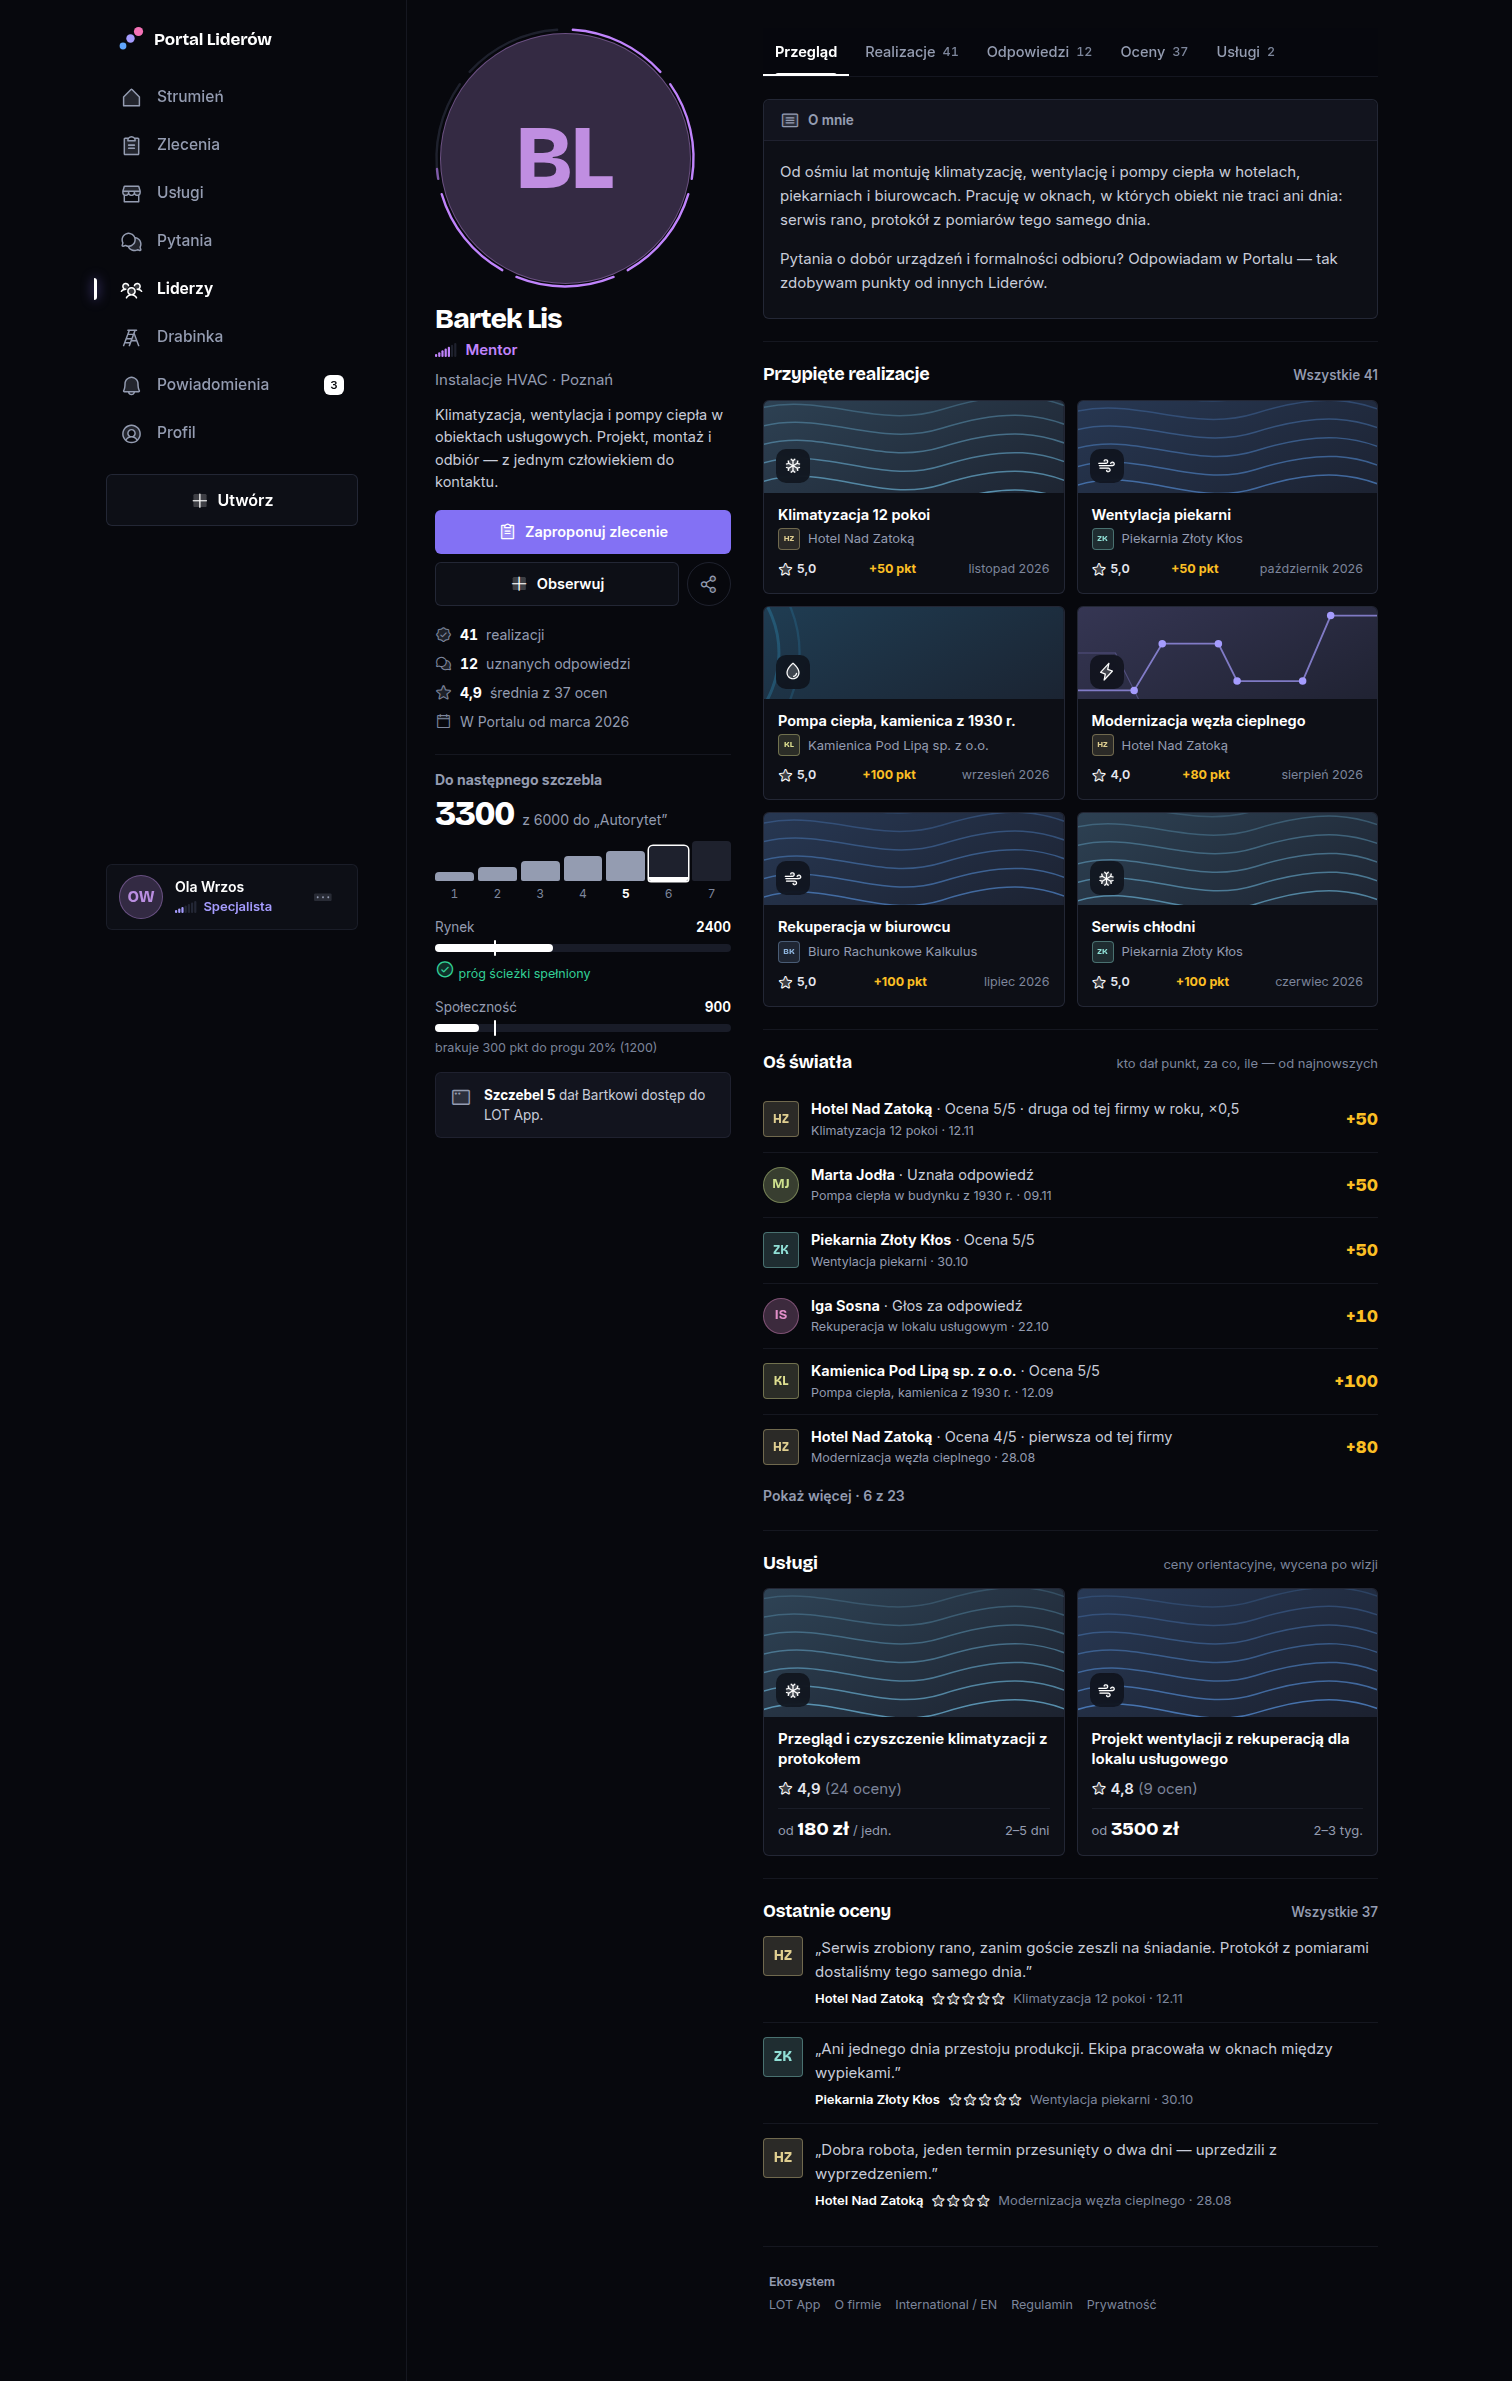 Portal Liderów
Strumień
Zlecenia
Usługi
Pytania
Liderzy
Drabinka
Powiadomienia 3
Profil
Utwórz
OW
Ola Wrzos
Specjalista
BL
Bartek Lis
Mentor
Instalacje HVAC · Poznań
Klimatyzacja, wentylacja i pompy ciepła w
obiektach usługowych. Projekt, montaż i
odbiór — z jednym człowiekiem do
kontaktu.
Zaproponuj zlecenie
Obserwuj
41 realizacji
12 uznanych odpowiedzi
4,9 średnia z 37 ocen
W Portalu od marca 2026
Do następnego szczebla
3300 z 6000 do „Autorytet”
1 2 3 4 5 6 7
Rynek 2400
próg ścieżki spełniony
Społeczność 900
brakuje 300 pkt do progu 20% (1200)
Szczebel 5 dał Bartkowi dostęp do
LOT App.
Przegląd Realizacje 41 Odpowiedzi 12 Oceny 37 Usługi 2
O mnie
Od ośmiu lat montuję klimatyzację, wentylację i pompy ciepła w hotelach,
piekarniach i biurowcach. Pracuję w oknach, w których obiekt nie traci ani dnia:
serwis rano, protokół z pomiarów tego samego dnia.
Pytania o dobór urządzeń i formalności odbioru? Odpowiadam w Portalu — tak
zdobywam punkty od innych Liderów.
Przypięte realizacje Wszystkie 41
Klimatyzacja 12 pokoi
HZ Hotel Nad Zatoką
5,0 +50 pkt listopad 2026
Wentylacja piekarni
ZK Piekarnia Złoty Kłos
5,0 +50 pkt październik 2026
Pompa ciepła, kamienica z 1930 r.
KL Kamienica Pod Lipą sp. z o.o.
5,0 +100 pkt wrzesień 2026
Modernizacja węzła cieplnego
HZ Hotel Nad Zatoką
4,0 +80 pkt sierpień 2026
Rekuperacja w biurowcu
BK Biuro Rachunkowe Kalkulus
5,0 +100 pkt lipiec 2026
Serwis chłodni
ZK Piekarnia Złoty Kłos
5,0 +100 pkt czerwiec 2026
Oś światła kto dał punkt, za co, ile — od najnowszych
HZ Hotel Nad Zatoką · Ocena 5/5 · druga od tej firmy w roku, ×0,5 +50
Klimatyzacja 12 pokoi · 12.11
MJ Marta Jodła · Uznała odpowiedź +50
Pompa ciepła w budynku z 1930 r. · 09.11
ZK Piekarnia Złoty Kłos · Ocena 5/5 +50
Wentylacja piekarni · 30.10
IS Iga Sosna · Głos za odpowiedź +10
Rekuperacja w lokalu usługowym · 22.10
KL Kamienica Pod Lipą sp. z o.o. · Ocena 5/5 +100
Pompa ciepła, kamienica z 1930 r. · 12.09
HZ Hotel Nad Zatoką · Ocena 4/5 · pierwsza od tej firmy +80
Modernizacja węzła cieplnego · 28.08
Pokaż więcej · 6 z 23
Usługi ceny orientacyjne, wycena po wizji
Przegląd i czyszczenie klimatyzacji z
protokołem
4,9 (24 oceny)
od 180 zł / jedn. 2–5 dni
Projekt wentylacji z rekuperacją dla
lokalu usługowego
4,8 (9 ocen)
od 3500 zł 2–3 tyg.
Ostatnie oceny Wszystkie 37
HZ „Serwis zrobiony rano, zanim goście zeszli na śniadanie. Protokół z pomiarami
dostaliśmy tego samego dnia.”
Hotel Nad Zatoką Klimatyzacja 12 pokoi · 12.11
ZK „Ani jednego dnia przestoju produkcji. Ekipa pracowała w oknach między
wypiekami.”
Piekarnia Złoty Kłos Wentylacja piekarni · 30.10
HZ „Dobra robota, jeden termin przesunięty o dwa dni — uprzedzili z
wyprzedzeniem.”
Hotel Nad Zatoką Modernizacja węzła cieplnego · 28.08
Ekosystem
LOT App O firmie International / EN Regulamin Prywatność